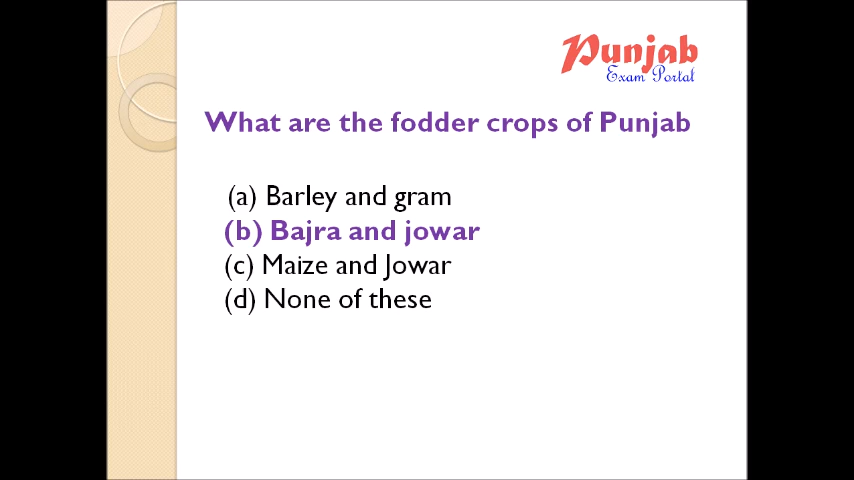 Punjab
Exam Portal
What are the fodder crops of Punjab
(a) Barley and gram
(b) Bajra and jowar
(c) Maize and Jowar
(d) None of these